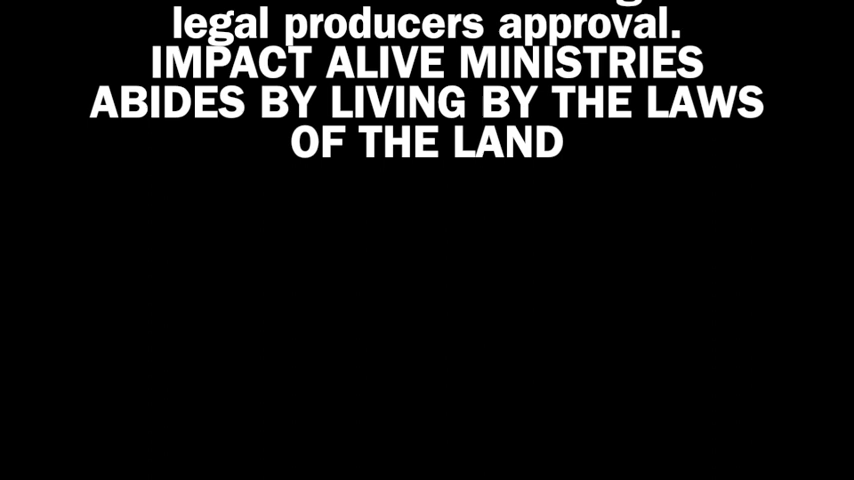 legal producers approval.
IMPACT ALIVE MINISTRIES
ABIDES BY LIVING BY THE LAWS
OF THE LAND